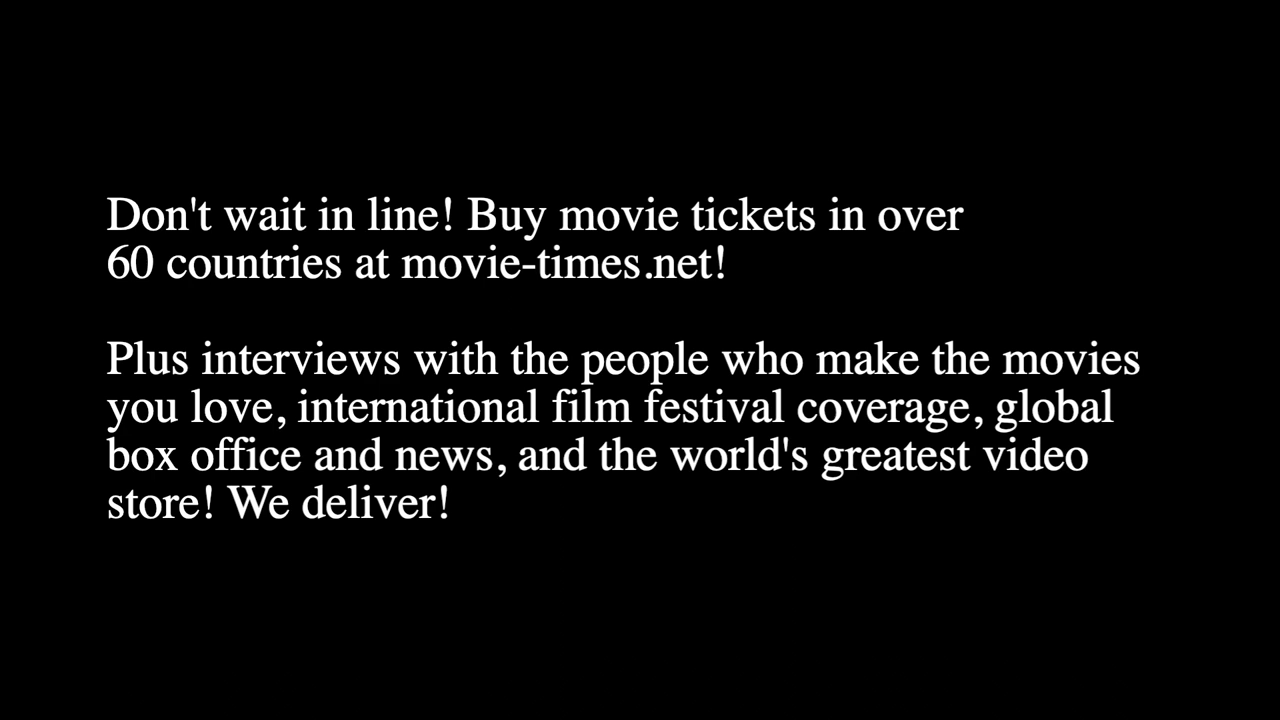 Don't wait in line! Buy movie tickets in over
60 countries at movie-times.net!
Plus interviews with the people who make the movies
you love, international film festival coverage, global
box office and news, and the world's greatest video
store! We deliver!